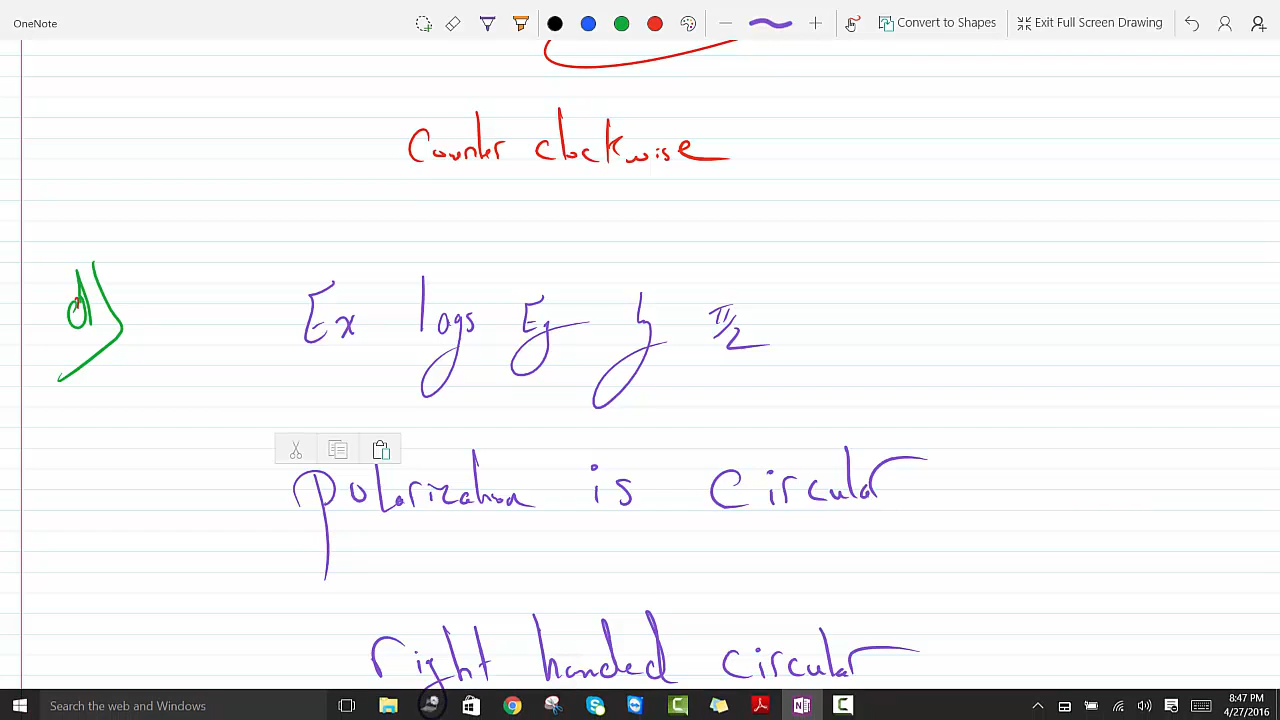 OneNote
Convert to Shapes
Exit Full Screen Drawing
Counter clockwise
d)
Ex lags Ey by π/2
polarization is Circular
right handed circular
Search the web and Windows
8:47 PM
4/27/2016